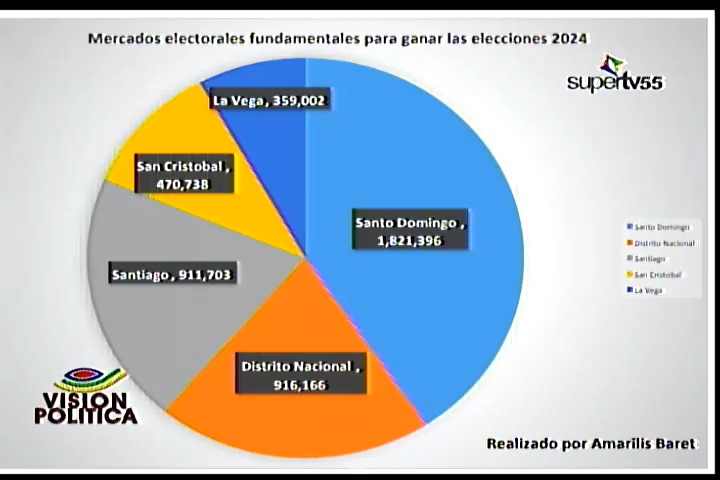 Mercados electorales fundamentales para ganar las elecciones 2024
supertv55
La Vega , 359,002
San Cristobal ,
470,738
Santo Domingo ,
1,821,396
Santiago , 911,703
Distrito Nacional ,
916,166
Santo Domingo
Distrito Nacional
Santiago
San Cristobal
La Vega
VISION
POLITICA
Realizado por Amarilis Baret